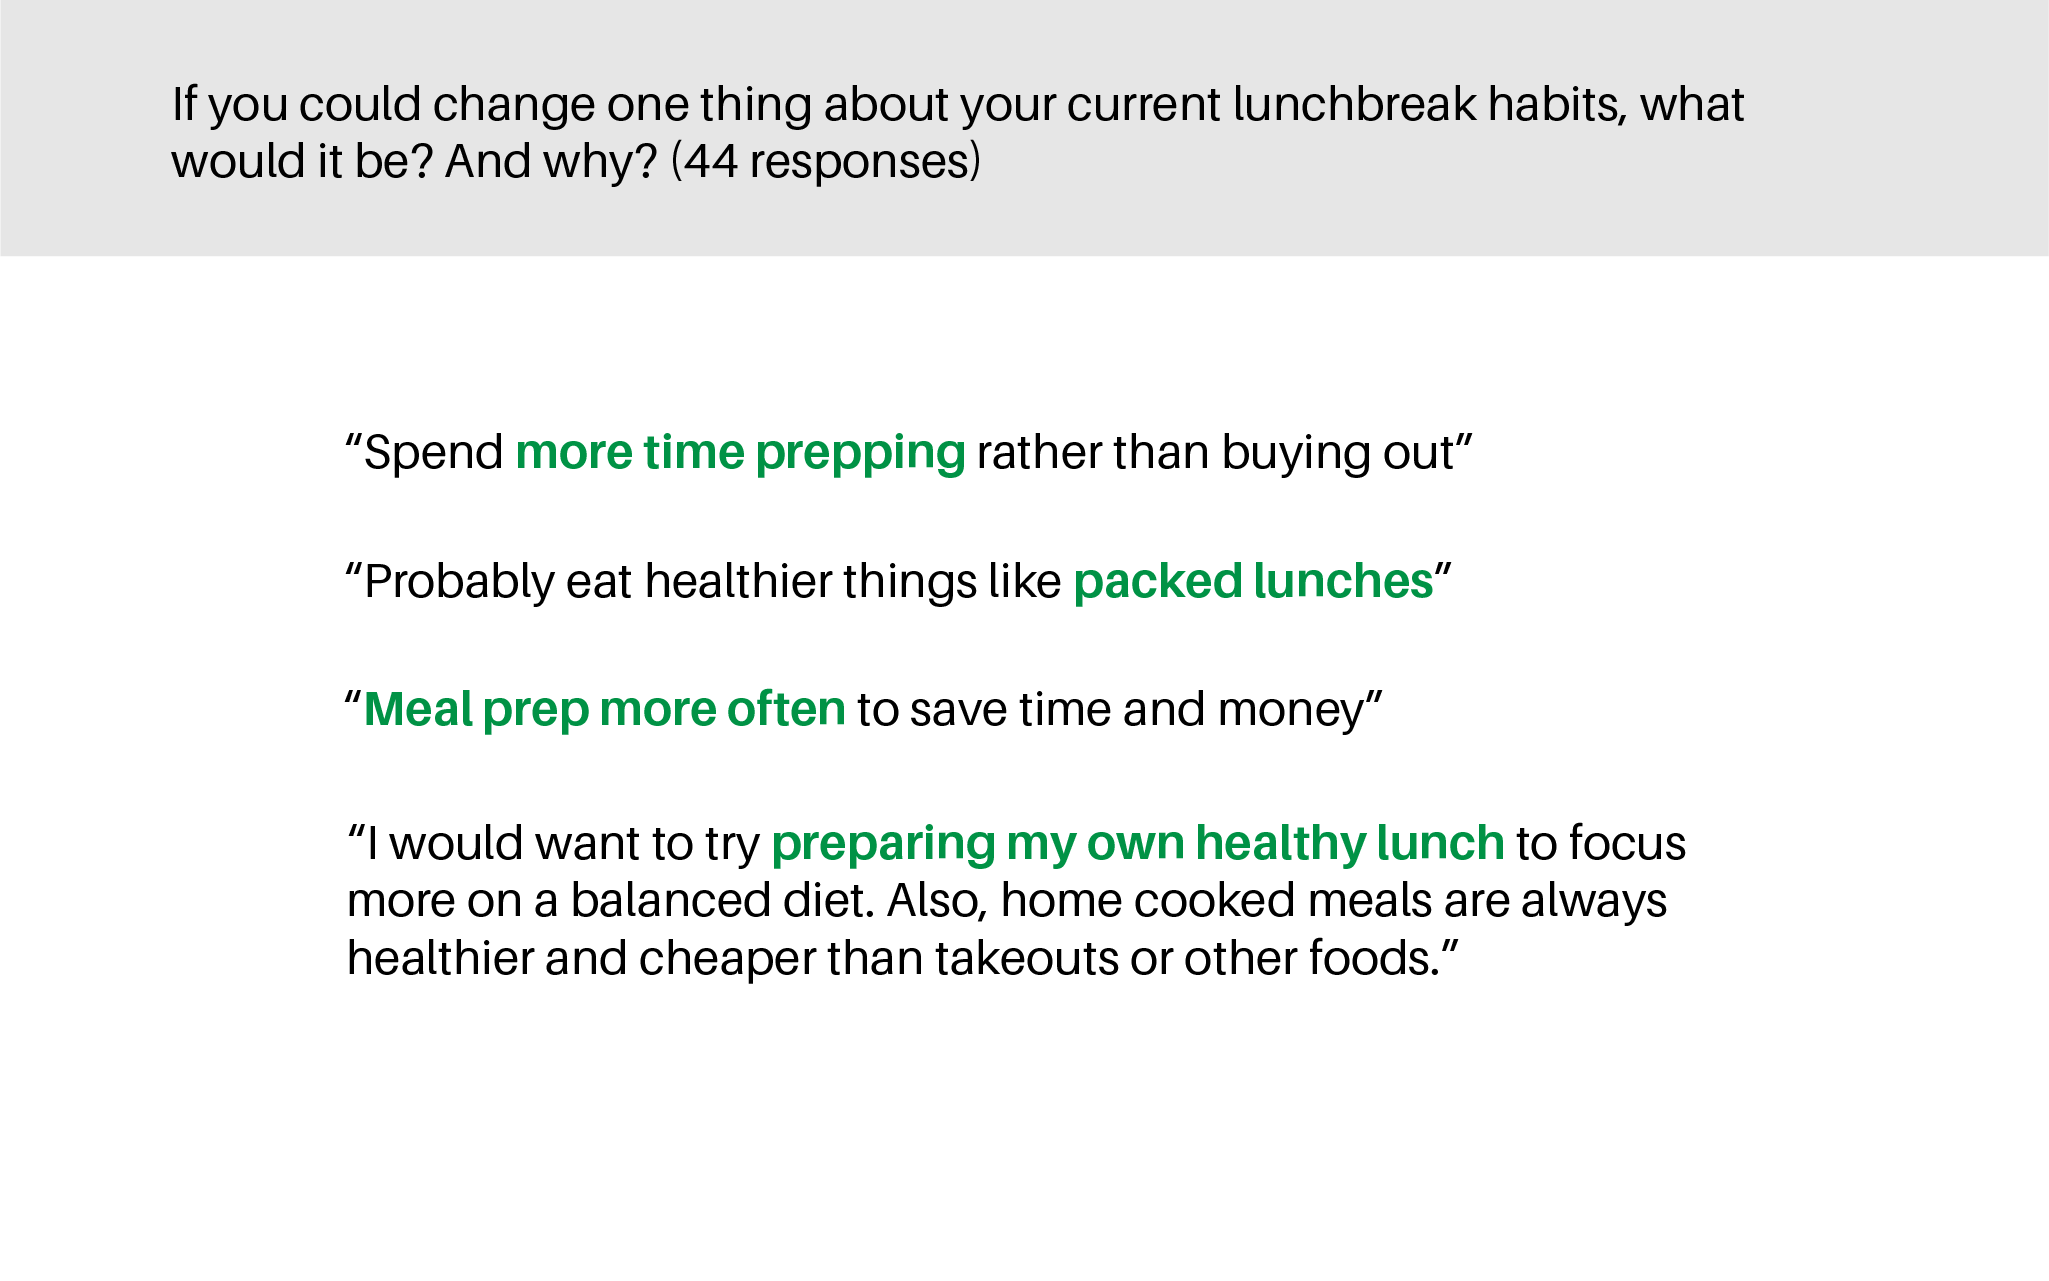 If you could change one thing about your current lunchbreak habits, what
would it be? And why? (44 responses)
“Spend more time prepping rather than buying out”
“Probably eat healthier things like packed lunches”
“Meal prep more often to save time and money”
“I would want to try preparing my own healthy lunch to focus
more on a balanced diet. Also, home cooked meals are always
healthier and cheaper than takeouts or other foods.”